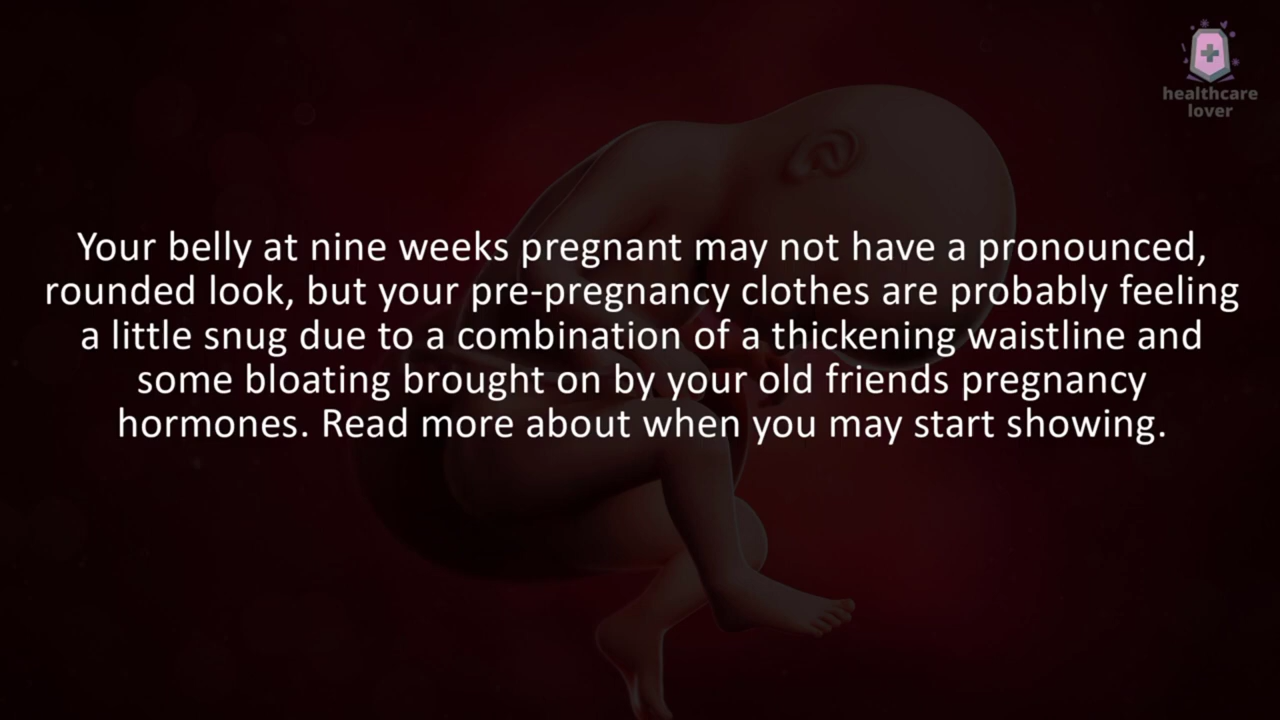 healthcare
lover
Your belly at nine weeks pregnant may not have a pronounced,
rounded look, but your pre-pregnancy clothes are probably feeling
a little snug due to a combination of a thickening waistline and
some bloating brought on by your old friends pregnancy
hormones. Read more about when you may start showing.